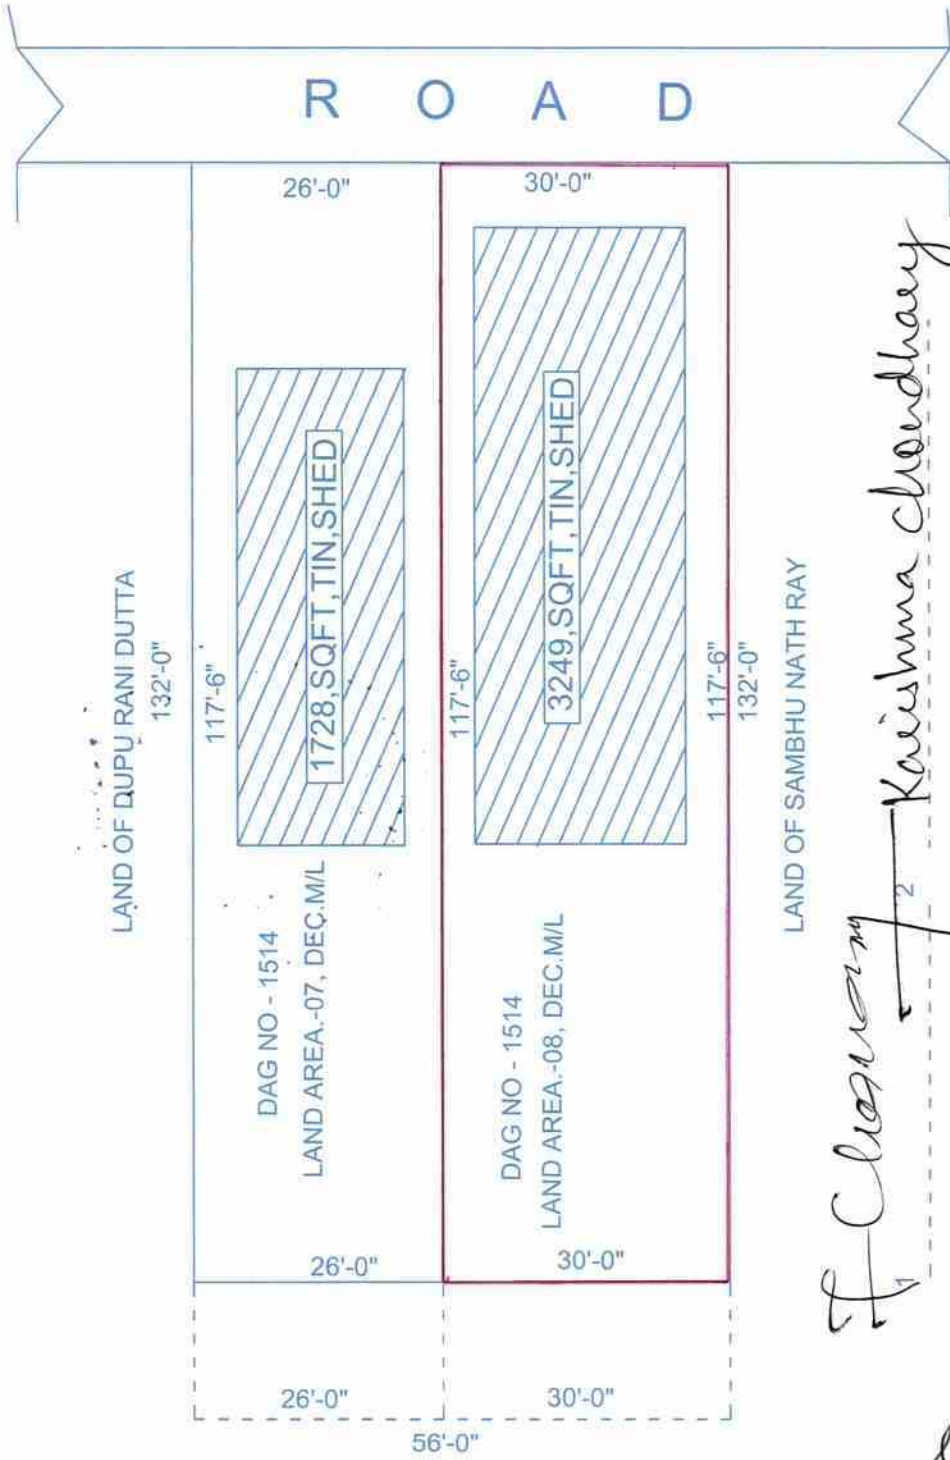 R O A D
26'-0"
30'-0"
LAND OF DUPU RANI DUTTA
132'-0"
117'-6"
1728,SQFT,TIN,SHED
117'-6"
3249,SQFT,TIN,SHED
117'-6"
132'-0"
LAND OF SAMBHU NATH RAY
DAG NO - 1514
LAND AREA.-07, DEC.M/L
DAG NO - 1514
LAND AREA.-08, DEC.M/L
26'-0"
30'-0"
26'-0"
30'-0"
56'-0"
1
2
Karishma Choudhary